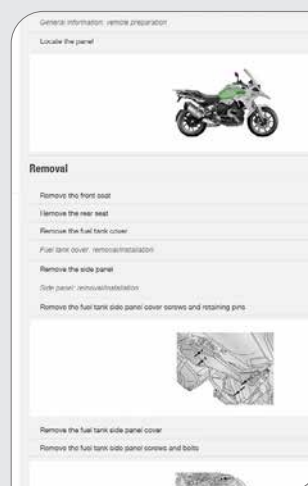 General information: vehicle preparation
Locate the panel
Removal
Remove the front seat
Remove the rear seat
Remove the fuel tank cover
Fuel tank cover: removal/installation
Remove the side panel
Side panel: removal/installation
Remove the fuel tank side panel cover screws and retaining pins
Remove the fuel tank side panel cover
Remove the fuel tank side panel screws and bolts